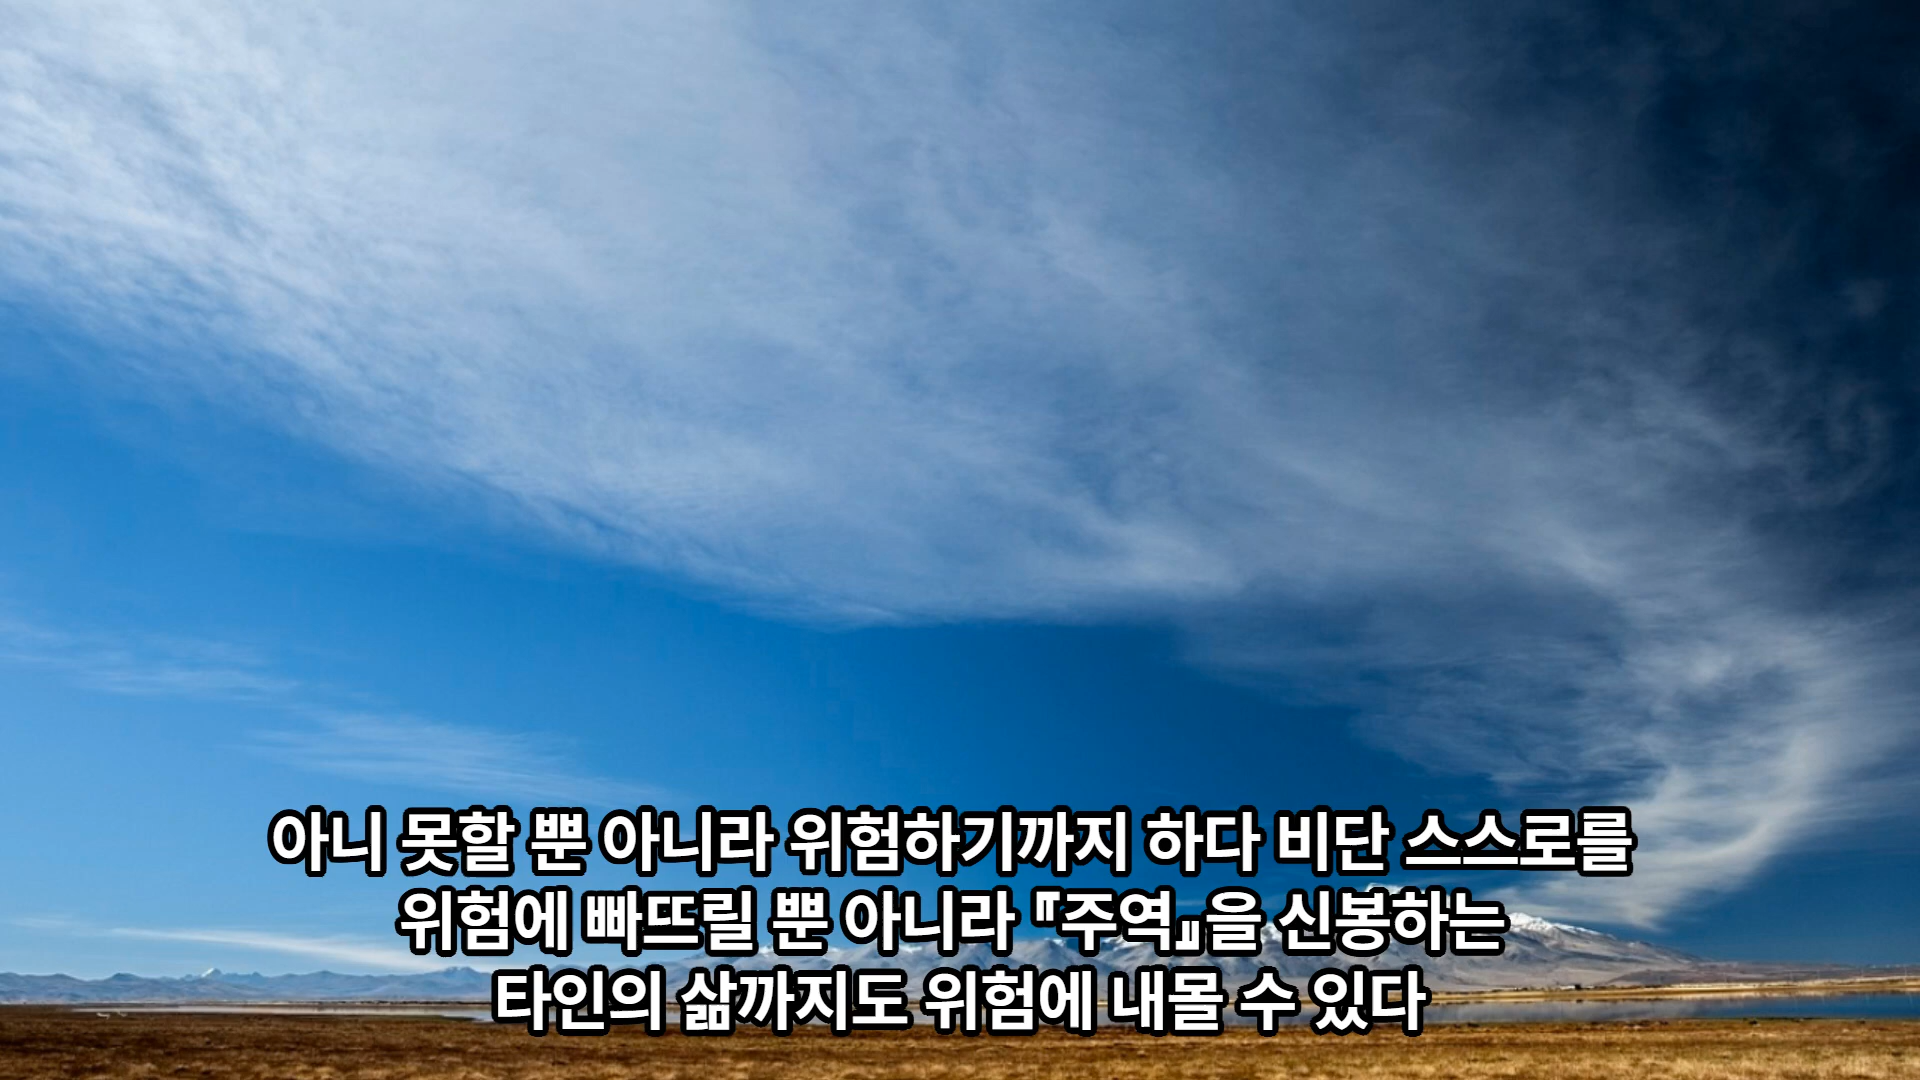 아니 못할 뿐 아니라 위험하기까지 하다 비단 스스로를
위험에 빠뜨릴 뿐 아니라 『주역』을 신봉하는
타인의 삶까지도 위험에 내몰 수 있다